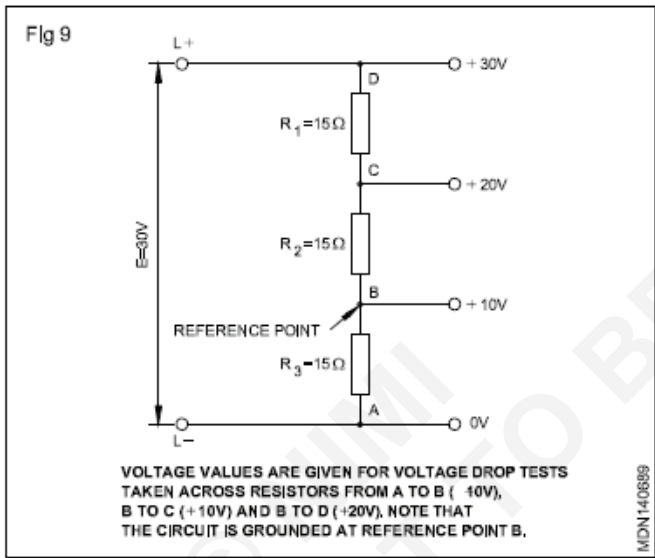 Fig 9
L+
+30V
D
R1=15Ω
C
+20V
E=30V
R2=15Ω
B
+10V
REFERENCE POINT
R3=15Ω
A
0V
L−
VOLTAGE VALUES ARE GIVEN FOR VOLTAGE DROP TESTS
TAKEN ACROSS RESISTORS FROM A TO B ( 10V),
B TO C (+10V) AND B TO D (+20V), NOTE THAT
THE CIRCUIT IS GROUNDED AT REFERENCE POINT B.
MDN140689